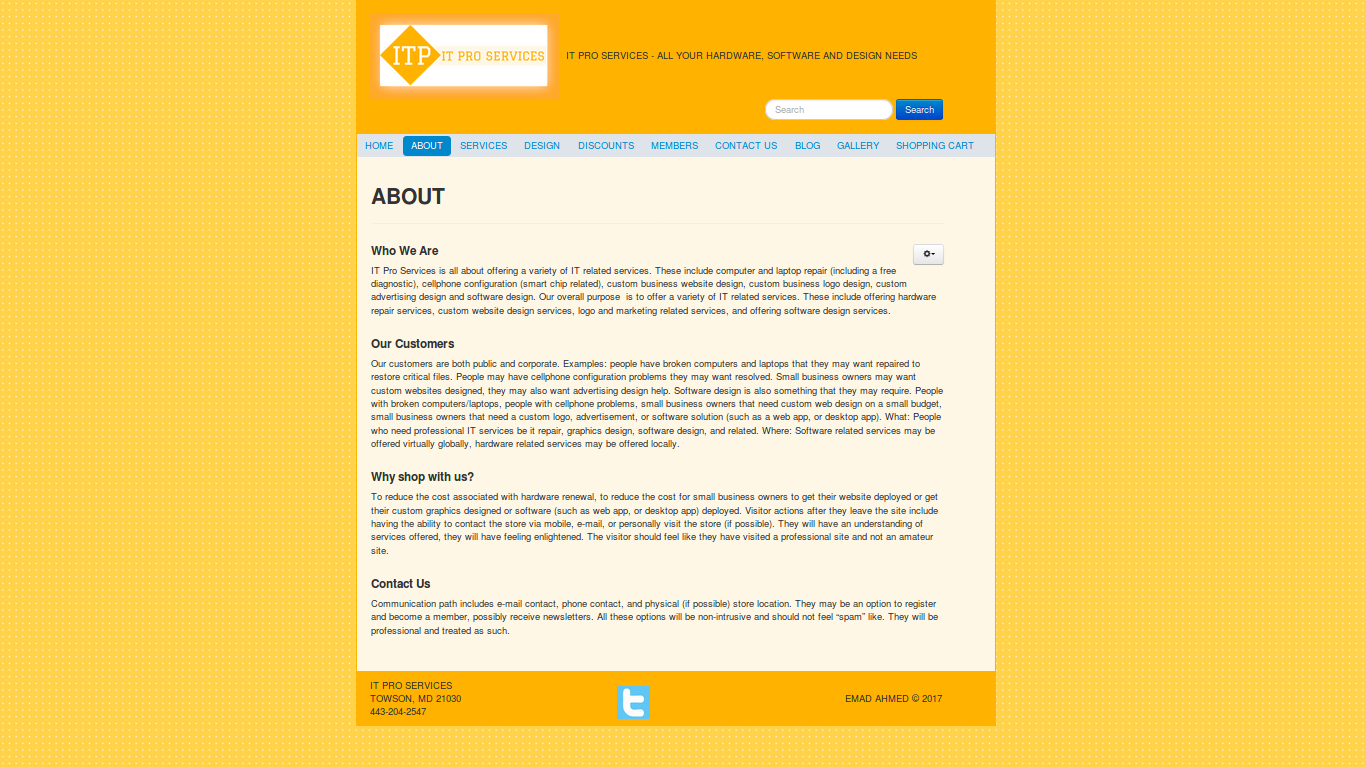 ITP IT PRO SERVICES
IT PRO SERVICES - ALL YOUR HARDWARE, SOFTWARE AND DESIGN NEEDS
Search Search
HOME ABOUT SERVICES DESIGN DISCOUNTS MEMBERS CONTACT US BLOG GALLERY SHOPPING CART
ABOUT
Who We Are
IT Pro Services is all about offering a variety of IT related services. These include computer and laptop repair (including a free
diagnostic), cellphone configuration (smart chip related), custom business website design, custom business logo design, custom
advertising design and software design. Our overall purpose  is to offer a variety of IT related services. These include offering hardware
repair services, custom website design services, logo and marketing related services, and offering software design services.
Our Customers
Our customers are both public and corporate. Examples: people have broken computers and laptops that they may want repaired to
restore critical files. People may have cellphone configuration problems they may want resolved. Small business owners may want
custom websites designed, they may also want advertising design help. Software design is also something that they may require. People
with broken computers/laptops, people with cellphone problems, small business owners that need custom web design on a small budget,
small business owners that need a custom logo, advertisement, or software solution (such as a web app, or desktop app). What: People
who need professional IT services be it repair, graphics design, software design, and related. Where: Software related services may be
offered virtually globally, hardware related services may be offered locally.
Why shop with us?
To reduce the cost associated with hardware renewal, to reduce the cost for small business owners to get their website deployed or get
their custom graphics designed or software (such as web app, or desktop app) deployed. Visitor actions after they leave the site include
having the ability to contact the store via mobile, e-mail, or personally visit the store (if possible). They will have an understanding of
services offered, they will have feeling enlightened. The visitor should feel like they have visited a professional site and not an amateur
site.
Contact Us
Communication path includes e-mail contact, phone contact, and physical (if possible) store location. They may be an option to register
and become a member, possibly receive newsletters. All these options will be non-intrusive and should not feel “spam” like. They will be
professional and treated as such.
IT PRO SERVICES
TOWSON, MD 21030
443-204-2547
EMAD AHMED © 2017